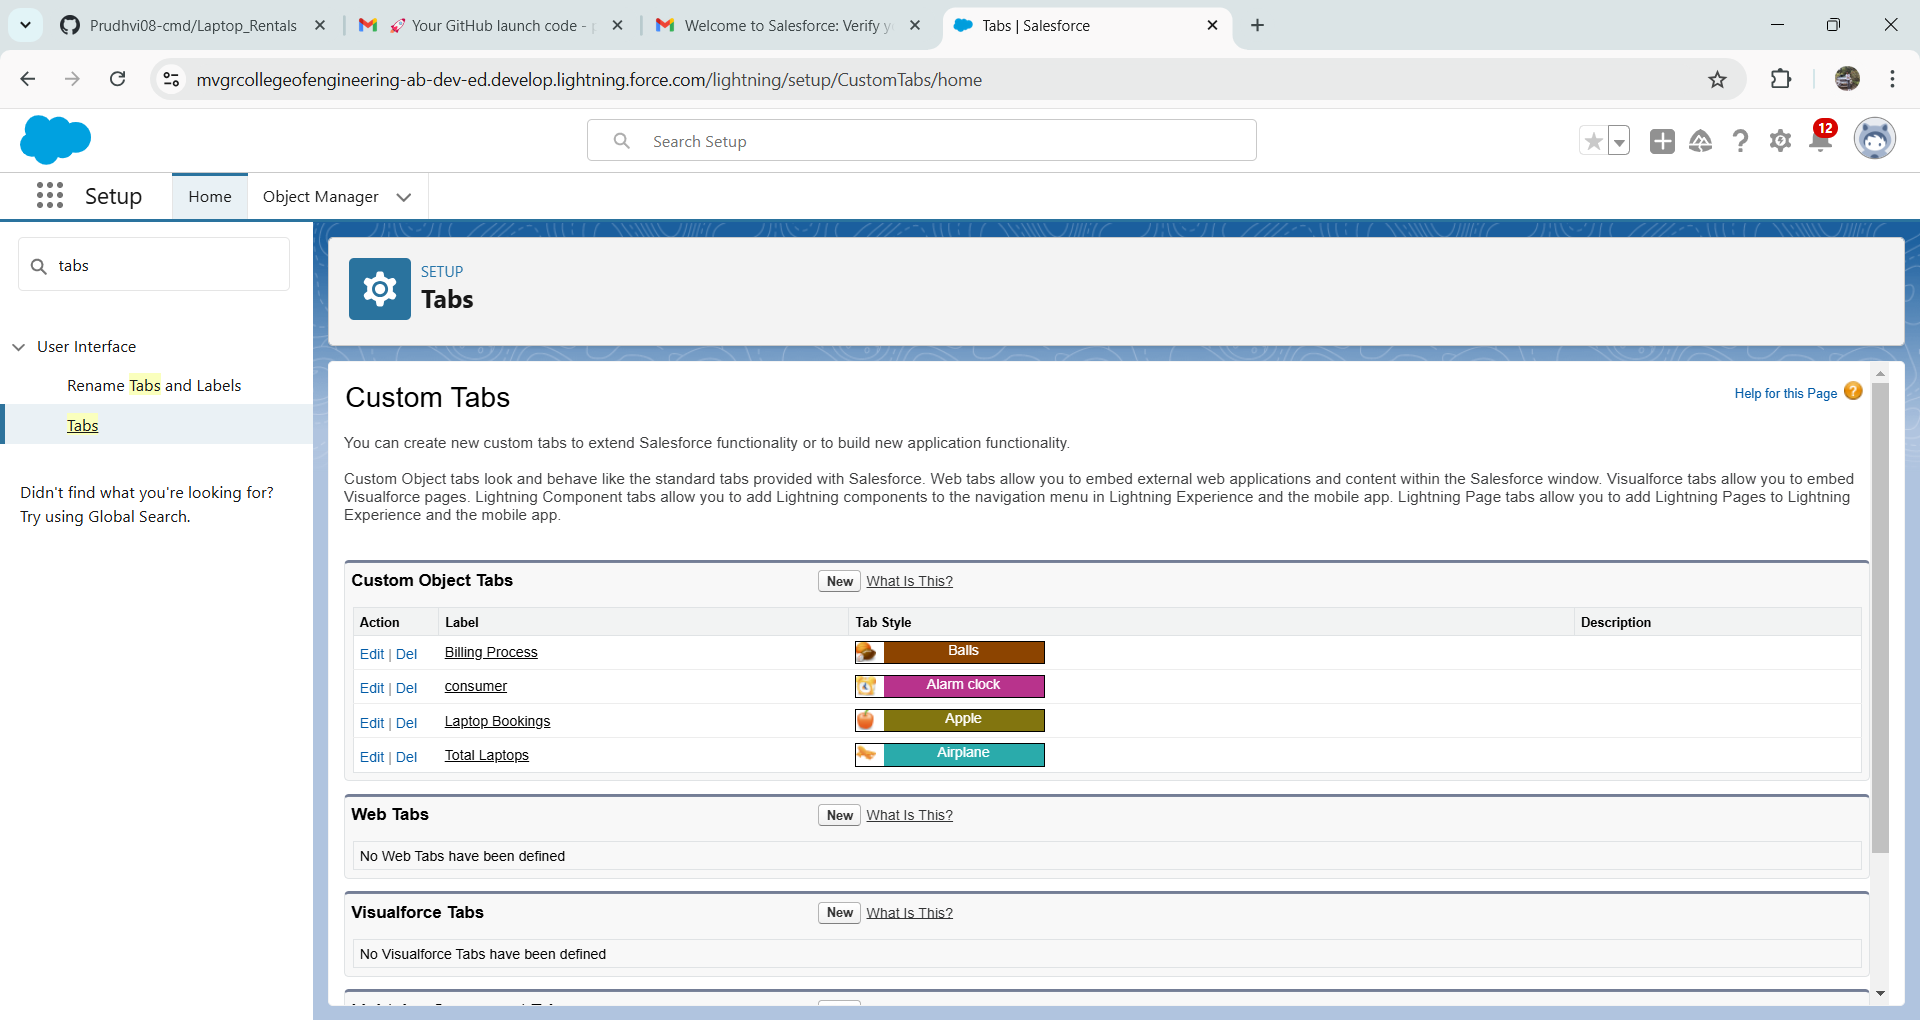 Prudhvi08-cmd/Laptop_Rentals
🚀 Your GitHub launch code - p
Welcome to Salesforce: Verify y
Tabs | Salesforce
mvgrcollegeofengineering-ab-dev-ed.develop.lightning.force.com/lightning/setup/CustomTabs/home
Search Setup
12
Setup
Home
Object Manager
tabs
User Interface
Rename Tabs and Labels
Tabs
Didn't find what you're looking for?
Try using Global Search.
SETUP
Tabs
Custom Tabs
Help for this Page ?
You can create new custom tabs to extend Salesforce functionality or to build new application functionality.
Custom Object tabs look and behave like the standard tabs provided with Salesforce. Web tabs allow you to embed external web applications and content within the Salesforce window. Visualforce tabs allow you to embed
Visualforce pages. Lightning Component tabs allow you to add Lightning components to the navigation menu in Lightning Experience and the mobile app. Lightning Page tabs allow you to add Lightning Pages to Lightning
Experience and the mobile app.
Custom Object Tabs New What Is This?
Action Label Tab Style Description
Edit | Del Billing Process Balls
Edit | Del consumer Alarm clock
Edit | Del Laptop Bookings Apple
Edit | Del Total Laptops Airplane
Web Tabs New What Is This?
No Web Tabs have been defined
Visualforce Tabs New What Is This?
No Visualforce Tabs have been defined